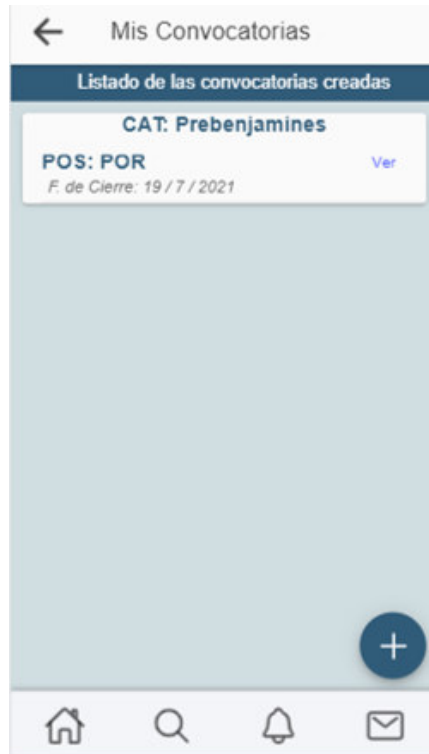 Mis Convocatorias
Listado de las convocatorias creadas
CAT: Prebenjamines
POS: POR
Ver
F. de Cierre: 19 / 7 / 2021